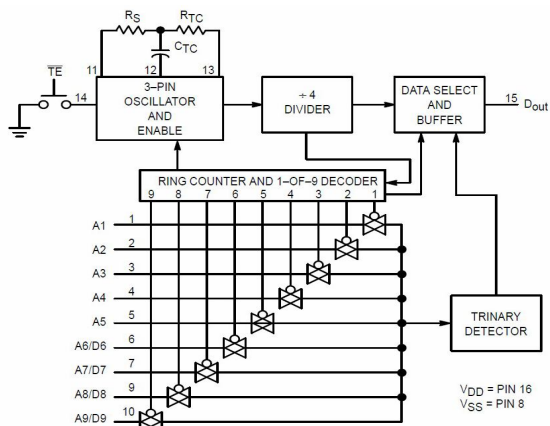 RS RTC
CTC
TE
11 12 13
14
3–PIN
OSCILLATOR
AND
ENABLE
÷ 4
DIVIDER
DATA SELECT
AND
BUFFER
15 Dout
RING COUNTER AND 1–OF–9 DECODER
9 8 7 6 5 4 3 2 1
A1 1
A2 2
A3 3
A4 4
A5 5
A6/D6 6
A7/D7 7
A8/D8 9
A9/D9 10
TRINARY
DETECTOR
VDD = PIN 16
VSS = PIN 8